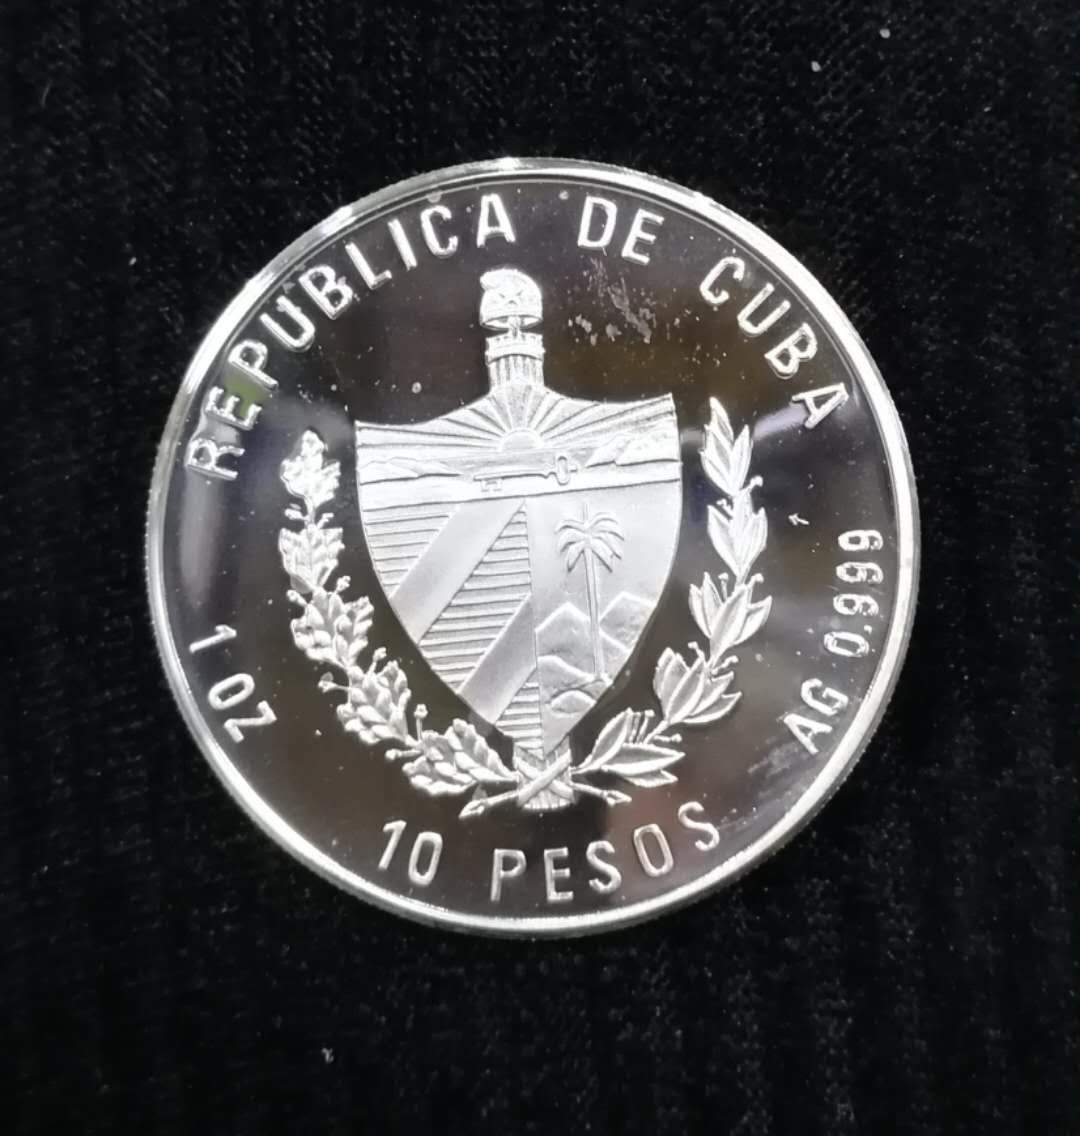 REPUBLICA DE CUBA
1 OZ
10 PESOS
AG 0.999